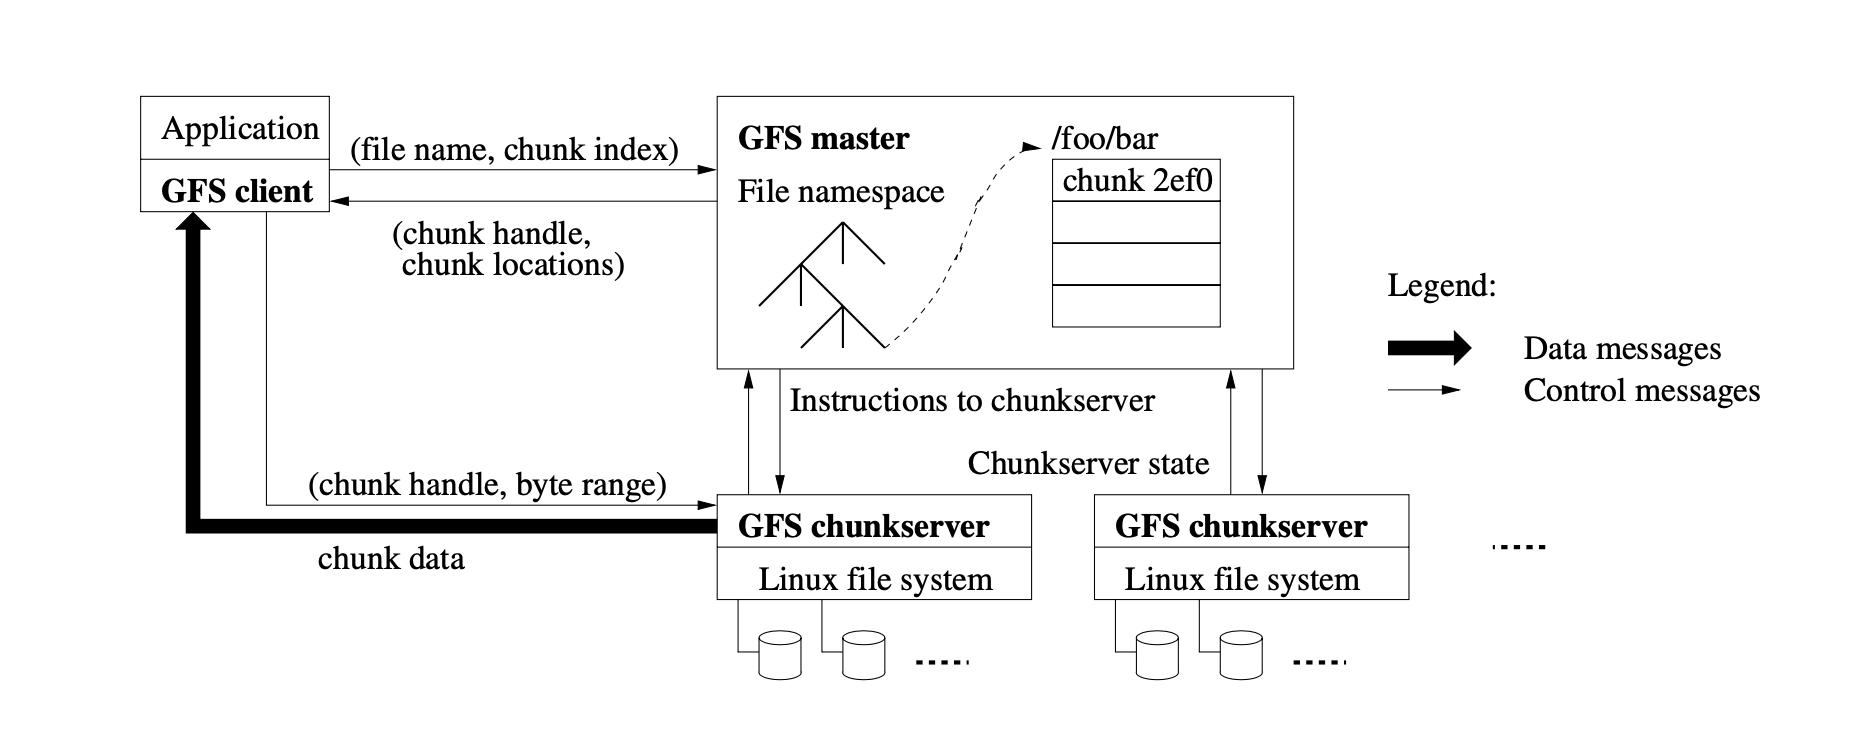 Application
GFS client
(file name, chunk index)
(chunk handle,
chunk locations)
GFS master
File namespace
/foo/bar
chunk 2ef0
Legend:
Data messages
Control messages
Instructions to chunkserver
Chunkserver state
(chunk handle, byte range)
chunk data
GFS chunkserver
Linux file system
GFS chunkserver
Linux file system